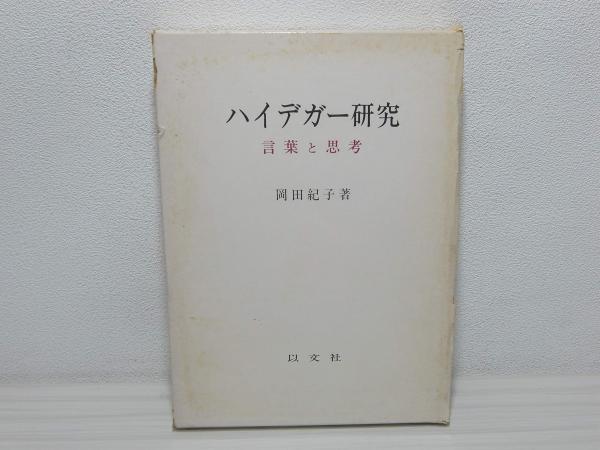 ハイデガー研究
言葉と思考
岡田紀子著
以文社